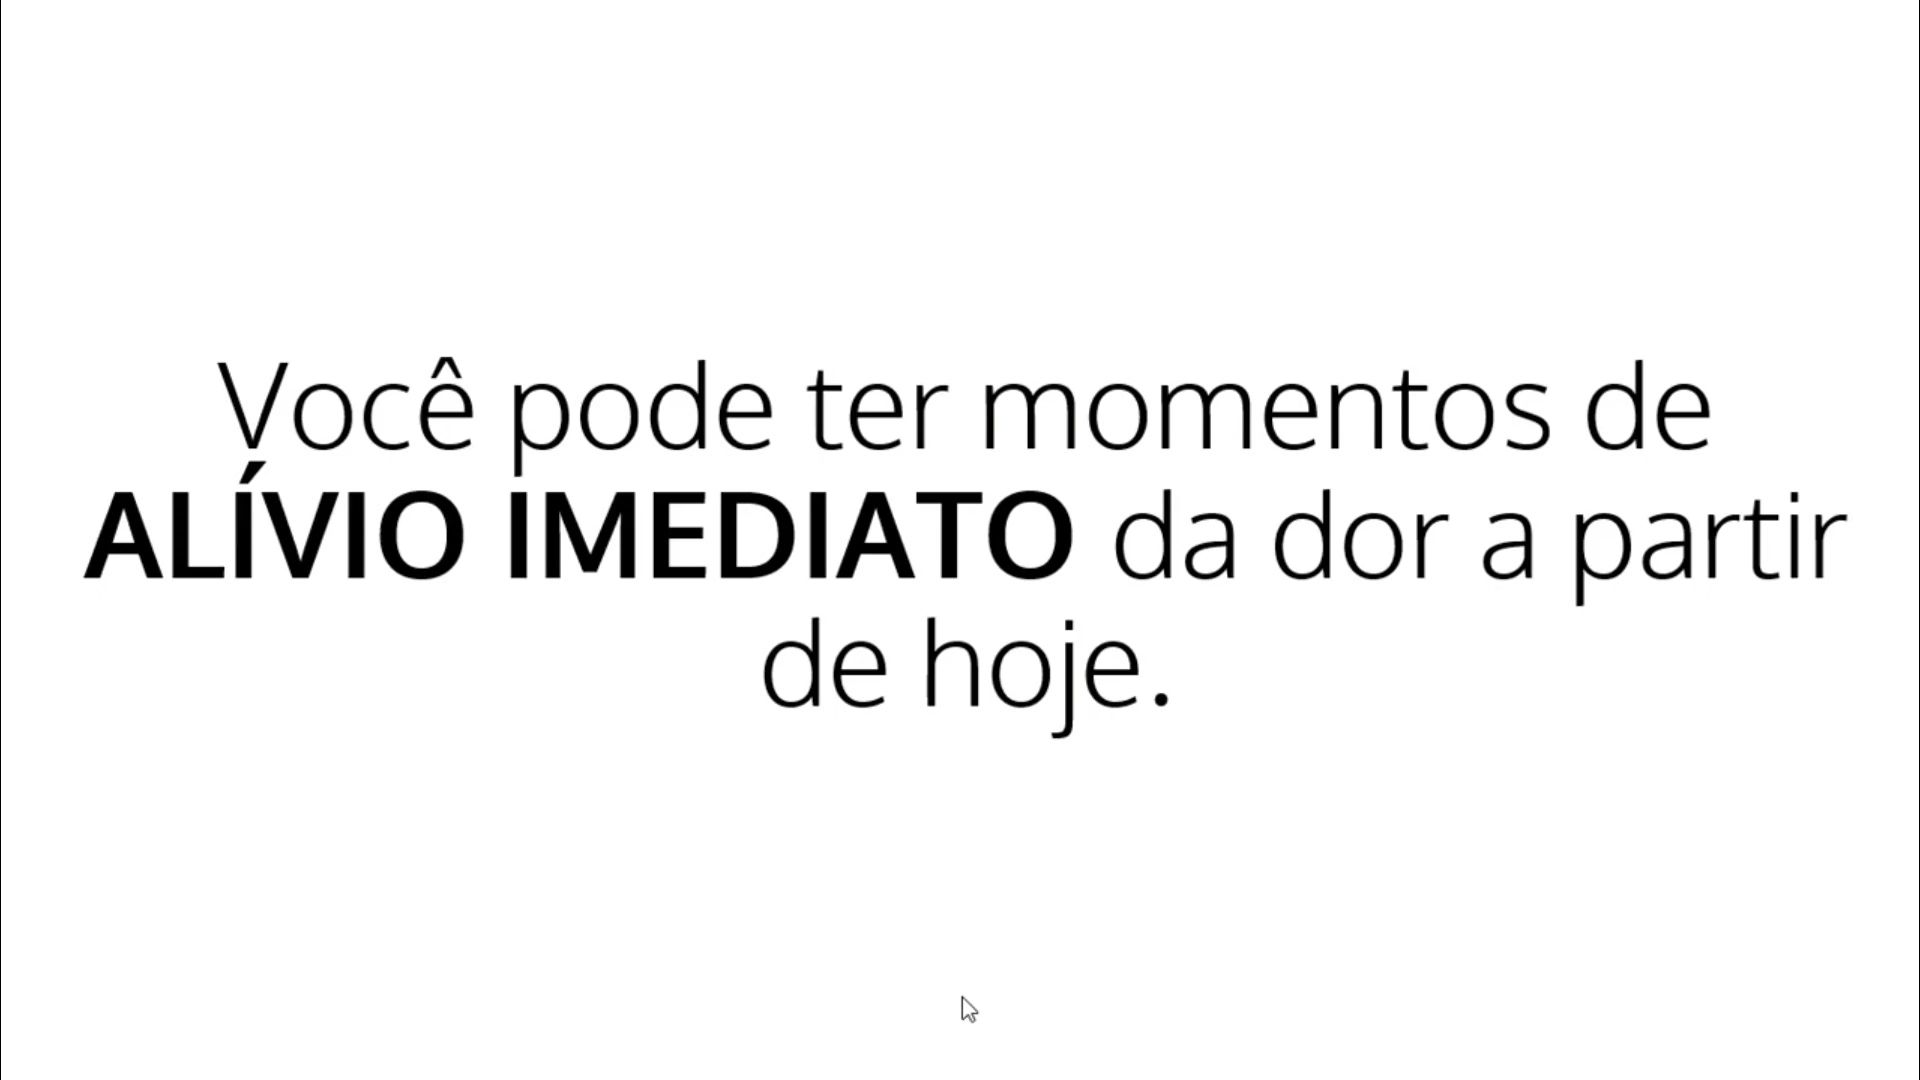 Você pode ter momentos de
ALÍVIO IMEDIATO da dor a partir
de hoje.